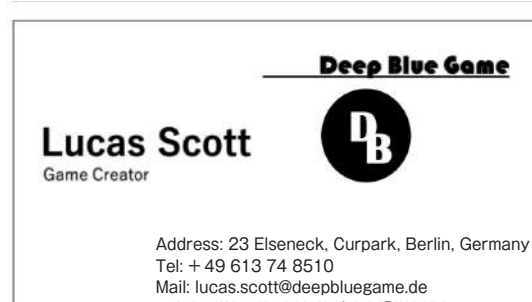 Deep Blue Game
DB
Lucas Scott
Game Creator
Address: 23 Elseneck, Curpark, Berlin, Germany
Tel: + 49 613 74 8510
Mail: lucas.scott@deepbluegame.de